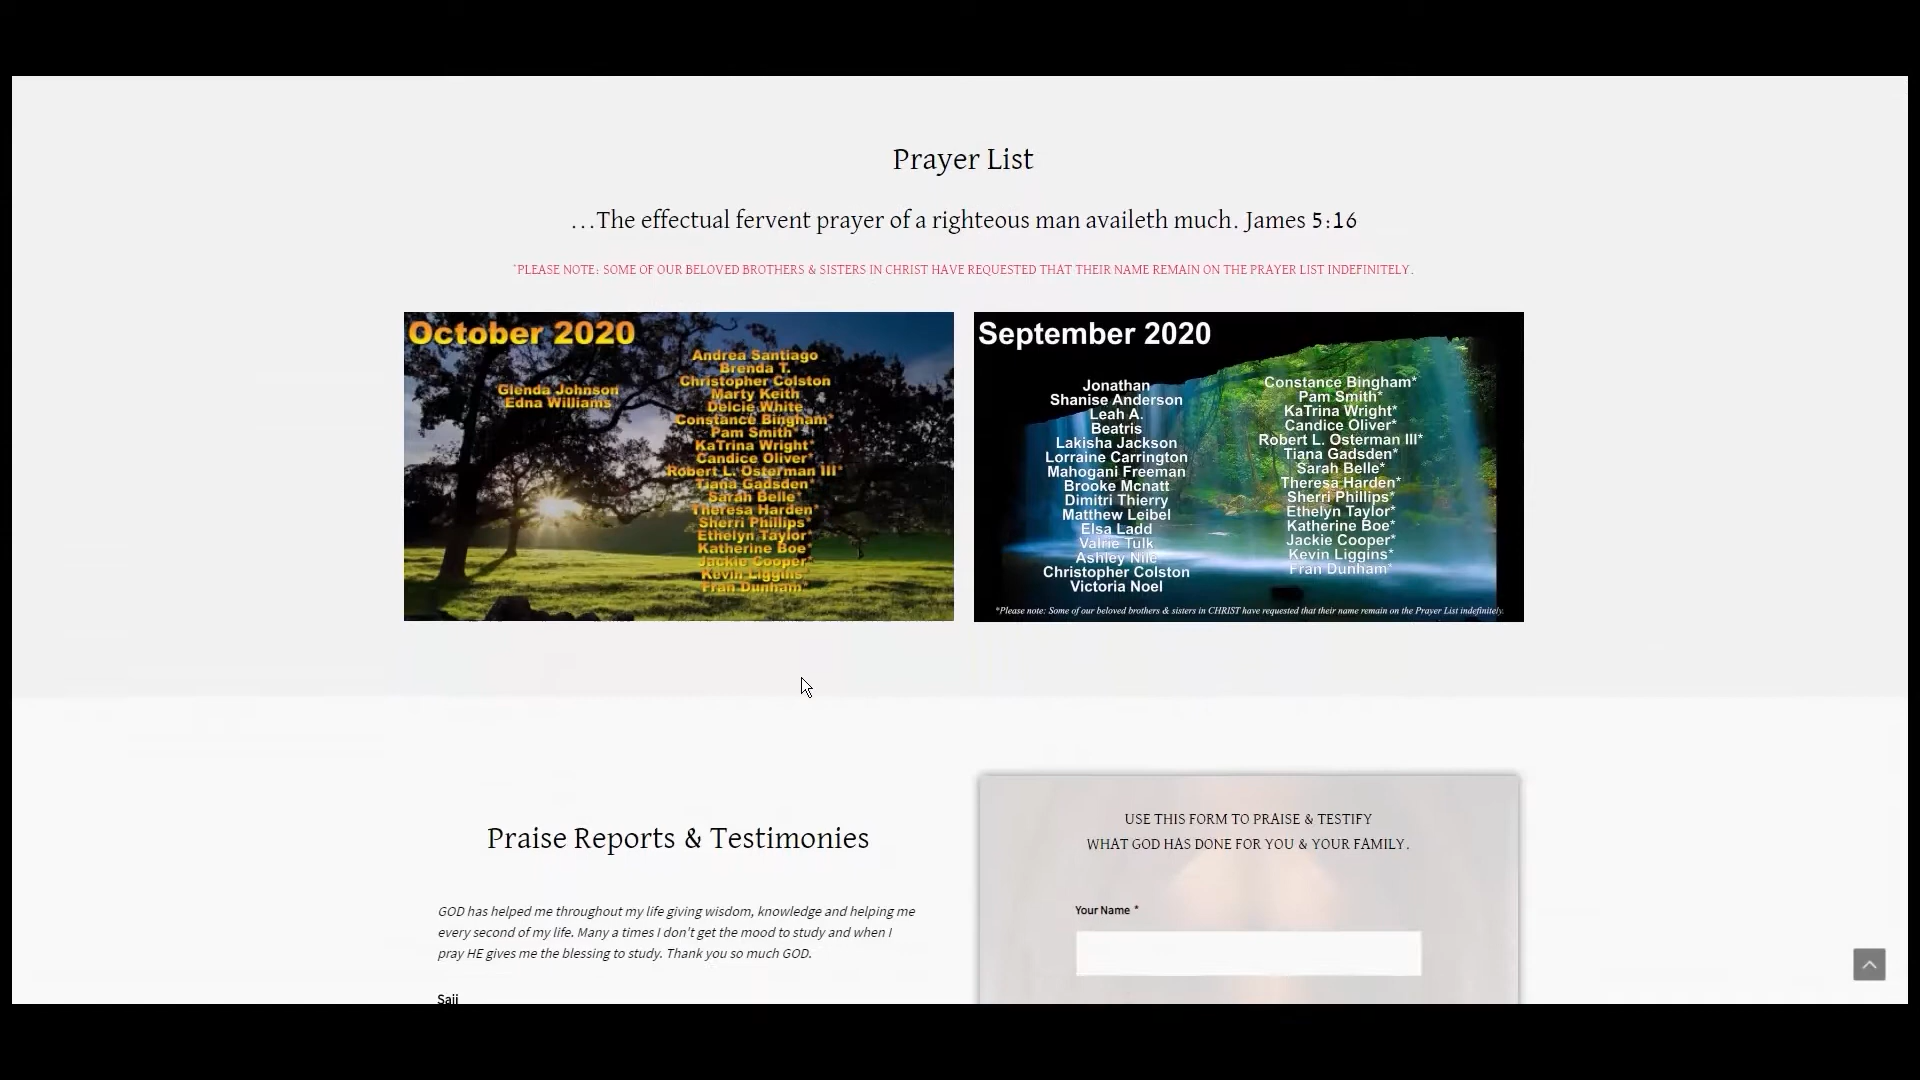 Prayer List
...The effectual fervent prayer of a righteous man availeth much. James 5:16
*PLEASE NOTE: SOME OF OUR BELOVED BROTHERS & SISTERS IN CHRIST HAVE REQUESTED THAT THEIR NAME REMAIN ON THE PRAYER LIST INDEFINITELY.
October 2020
Glenda Johnson
Edna Williams
Andrea Santiago
Brenda T.
Christopher Colston
Marty Keith
Delcie White
Constance Bingham*
Pam Smith*
KaTrina Wright*
Candice Oliver*
Robert L. Osterman III*
Tiana Gadsden*
Sarah Belle*
Theresa Harden*
Sherri Phillips*
Ethelyn Taylor*
Katherine Boe*
Jackie Cooper*
Kevin Liggins*
Fran Dunham*
September 2020
Jonathan
Shanise Anderson
Leah A.
Beatris
Lakisha Jackson
Lorraine Carrington
Mahogani Freeman
Brooke Mcnatt
Dimitri Thierry
Matthew Leibel
Elsa Ladd
Valrie Tulk
Ashley Nile
Christopher Colston
Victoria Noel
Constance Bingham*
Pam Smith*
KaTrina Wright*
Candice Oliver*
Robert L. Osterman III*
Tiana Gadsden*
Sarah Belle*
Theresa Harden*
Sherri Phillips*
Ethelyn Taylor*
Katherine Boe*
Jackie Cooper*
Kevin Liggins*
Fran Dunham*
*Please note: Some of our beloved brothers & sisters in CHRIST have requested that their name remain on the Prayer List indefinitely.
Praise Reports & Testimonies
GOD has helped me throughout my life giving wisdom, knowledge and helping me
every second of my life. Many a times I don't get the mood to study and when I
pray HE gives me the blessing to study. Thank you so much GOD.
Saji
USE THIS FORM TO PRAISE & TESTIFY
WHAT GOD HAS DONE FOR YOU & YOUR FAMILY.
Your Name *